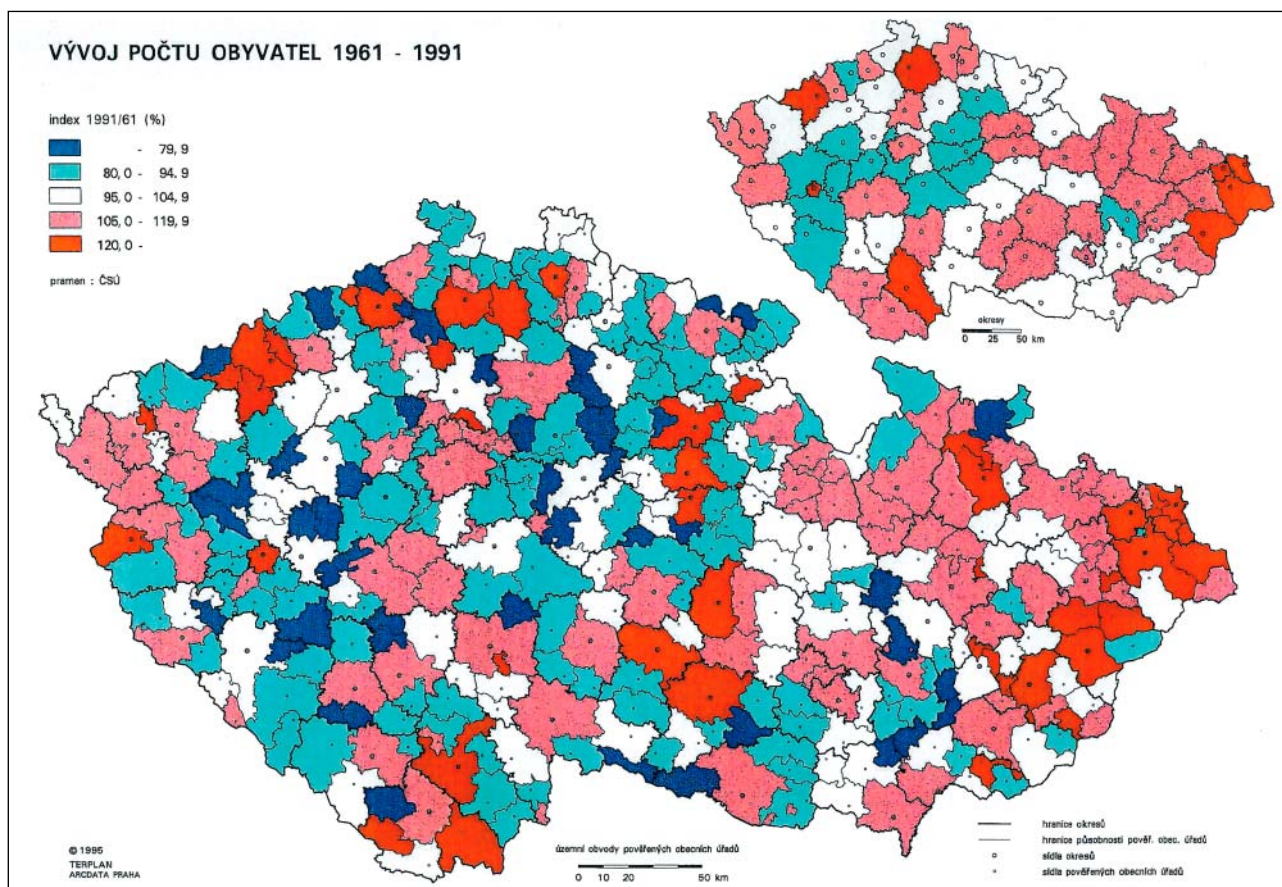 VÝVOJ POČTU OBYVATEL 1961 - 1991
index 1991/61 (%)
- 79, 9
80, 0 - 94. 9
95, 0 - 104, 9
105, 0 - 119, 9
120, 0 -
pramen : ČSÚ
okresy
0 25 50 km
© 1995
TERPLAN
ARCDATA PRAHA
územní obvody pověřených obecních úřadů
0 10 20 50 km
hranice okresů
hranice působnosti pověř. obec. úřadů
sídla okresů
sídla pověřených obecních úřadů